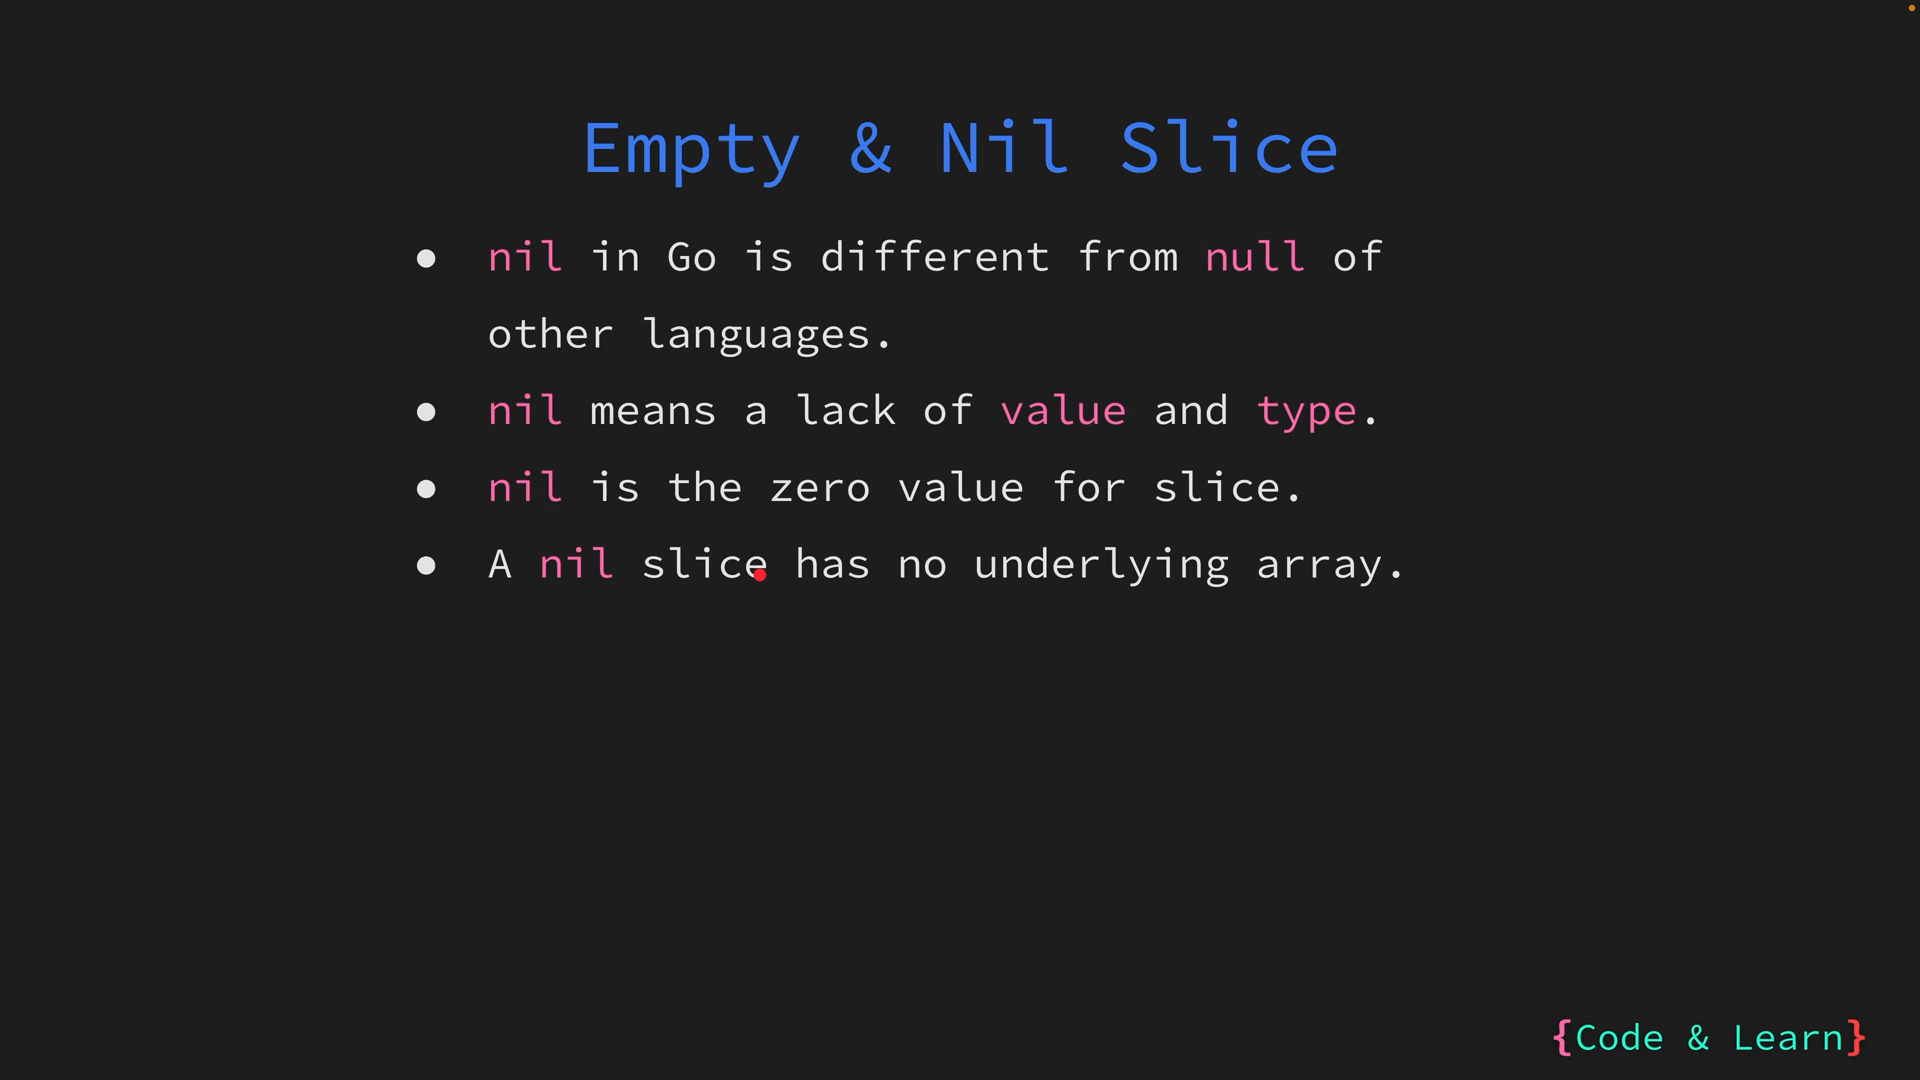 Empty & Nil Slice
● nil in Go is different from null of
other languages.
● nil means a lack of value and type.
● nil is the zero value for slice.
● A nil slice has no underlying array.
{Code & Learn}